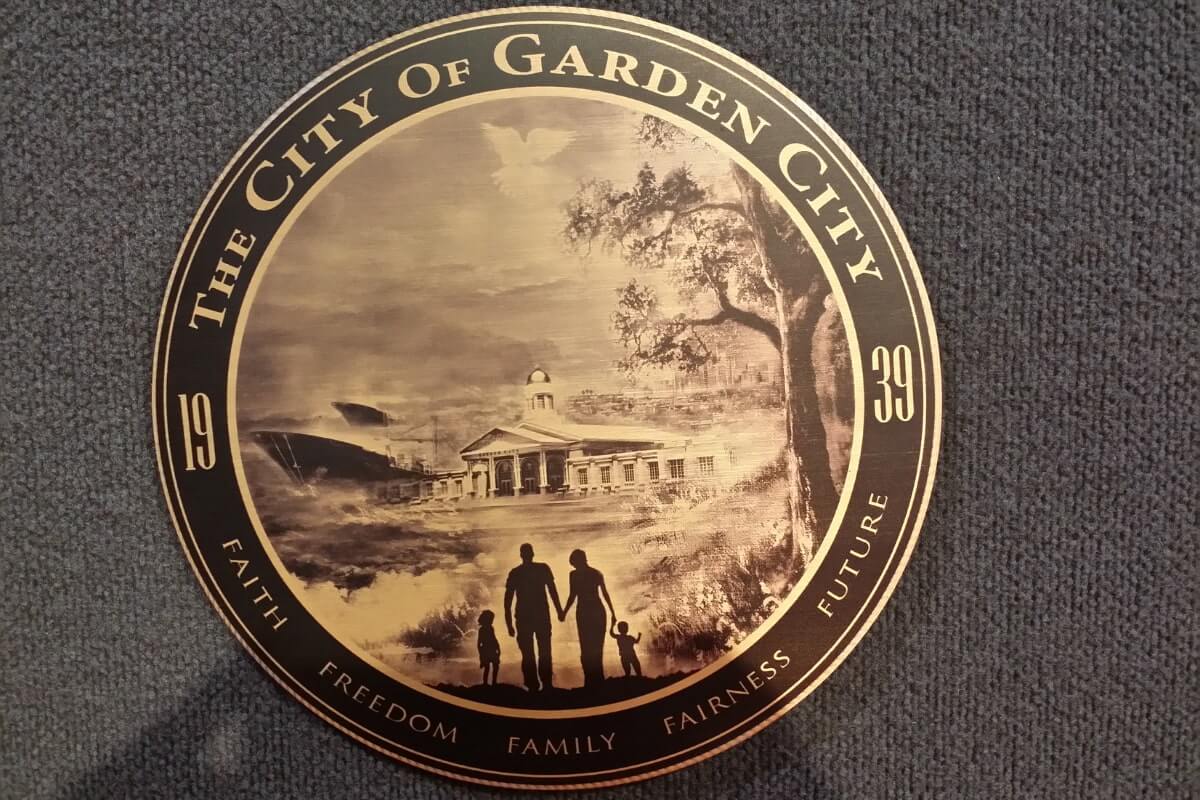 THE CITY OF GARDEN CITY
19
39
FAITH
FREEDOM
FAMILY
FAIRNESS
FUTURE